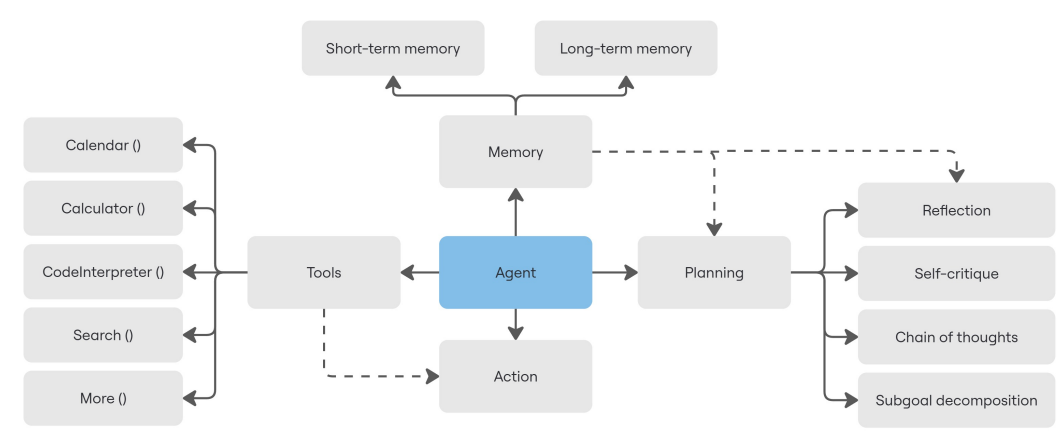 Short-term memory
Long-term memory
Memory
Calendar ()
Calculator ()
CodeInterpreter ()
Search ()
More ()
Tools
Agent
Planning
Action
Reflection
Self-critique
Chain of thoughts
Subgoal decomposition